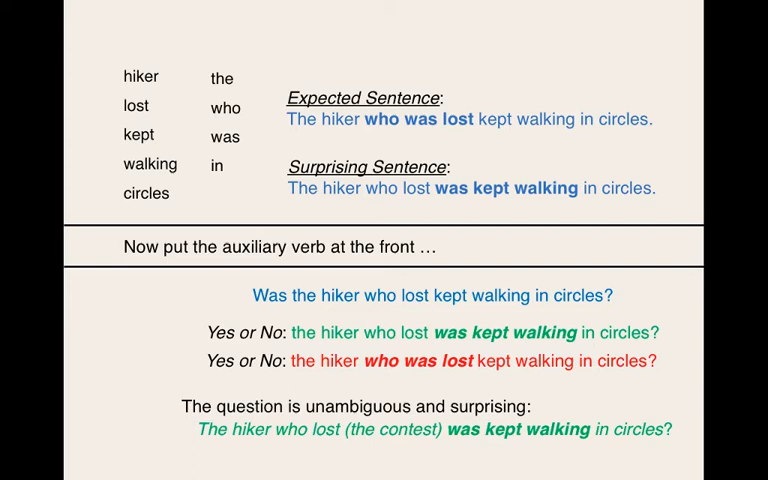 hiker
lost
kept
walking
circles
the
who
was
in
Expected Sentence:
The hiker who was lost kept walking in circles.
Surprising Sentence:
The hiker who lost was kept walking in circles.
Now put the auxiliary verb at the front …
Was the hiker who lost kept walking in circles?
Yes or No: the hiker who lost was kept walking in circles?
Yes or No: the hiker who was lost kept walking in circles?
The question is unambiguous and surprising:
The hiker who lost (the contest) was kept walking in circles?